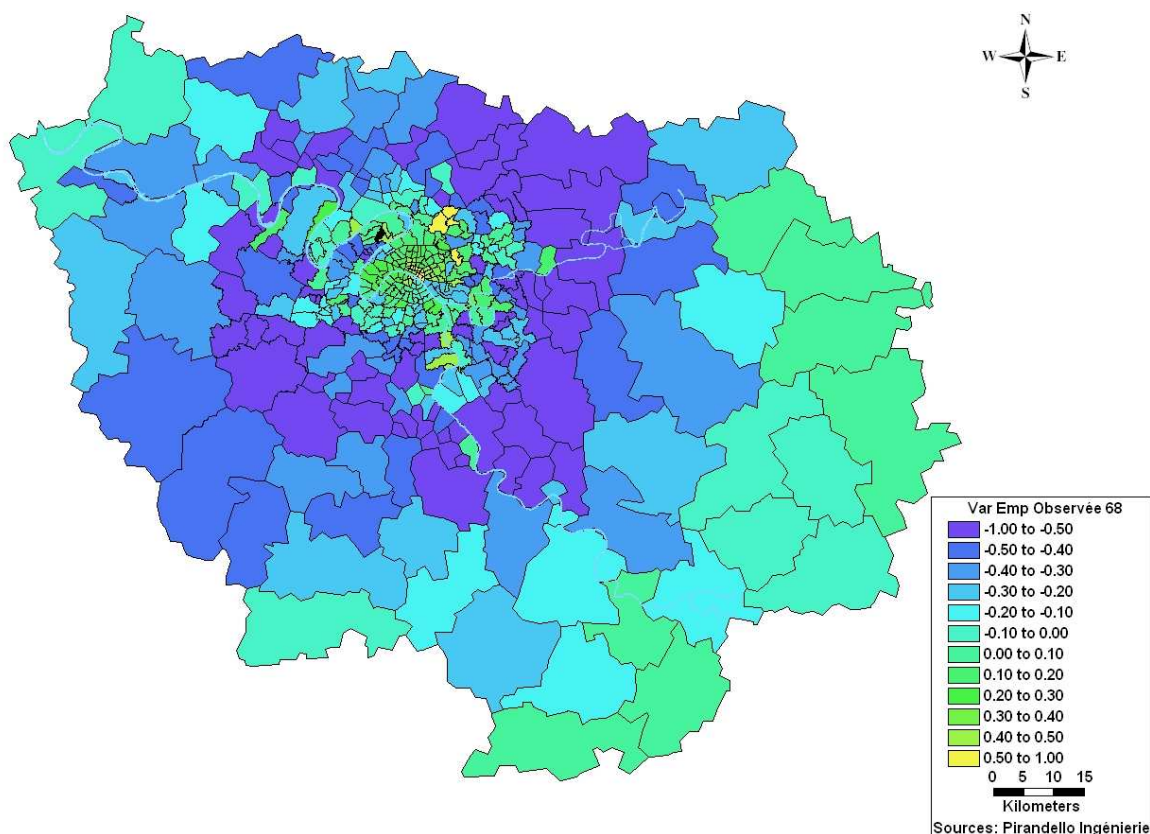 N
W E
S
Var Emp Observée 68
-1.00 to -0.50
-0.50 to -0.40
-0.40 to -0.30
-0.30 to -0.20
-0.20 to -0.10
-0.10 to 0.00
0.00 to 0.10
0.10 to 0.20
0.20 to 0.30
0.30 to 0.40
0.40 to 0.50
0.50 to 1.00
0 5 10 15
Kilometers
Sources: Pirandello Ingénierie